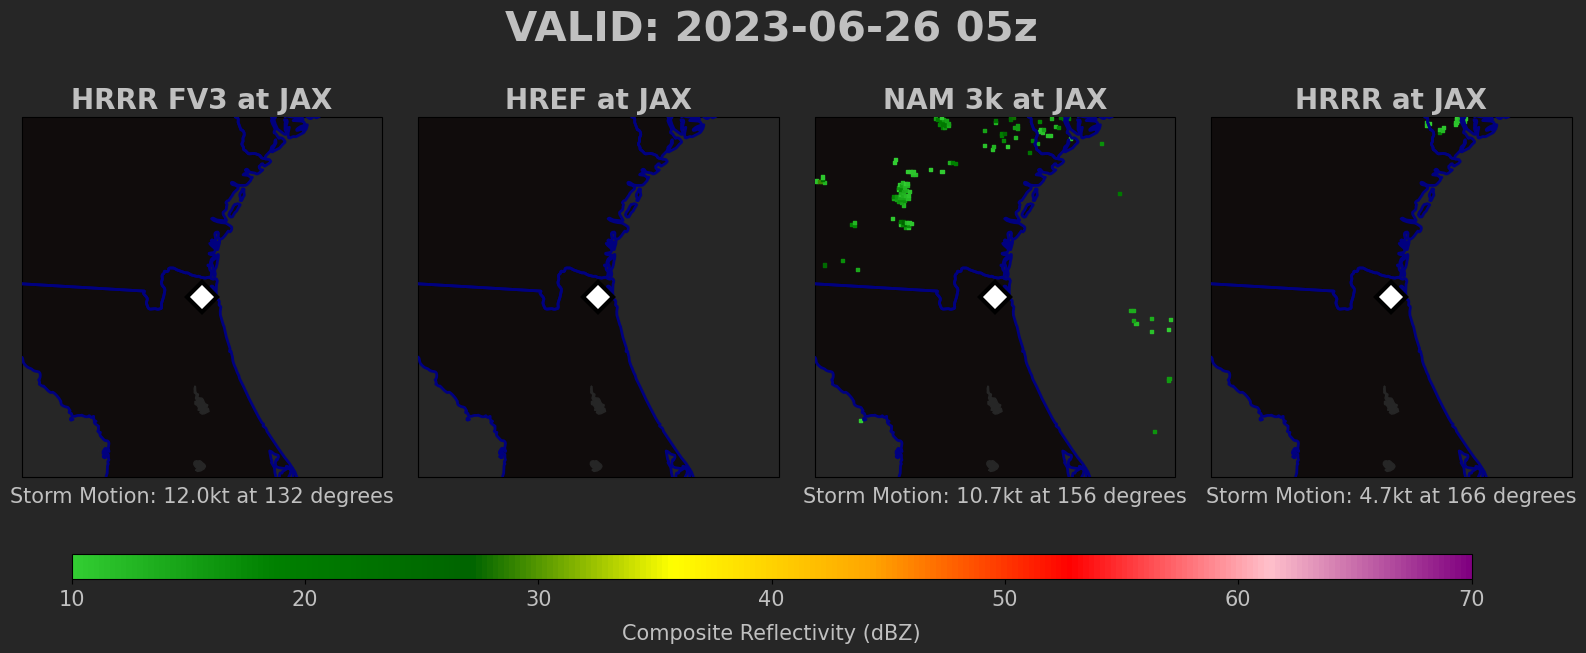 VALID: 2023-06-26 05z
HRRR FV3 at JAX
HREF at JAX
NAM 3k at JAX
HRRR at JAX
Storm Motion: 12.0kt at 132 degrees
Storm Motion: 10.7kt at 156 degrees
Storm Motion: 4.7kt at 166 degrees
10 20 30 40 50 60 70
Composite Reflectivity (dBZ)